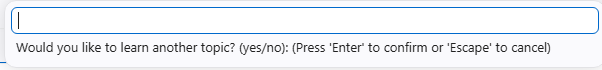 Would you like to learn another topic? (yes/no): (Press 'Enter' to confirm or 'Escape' to cancel)